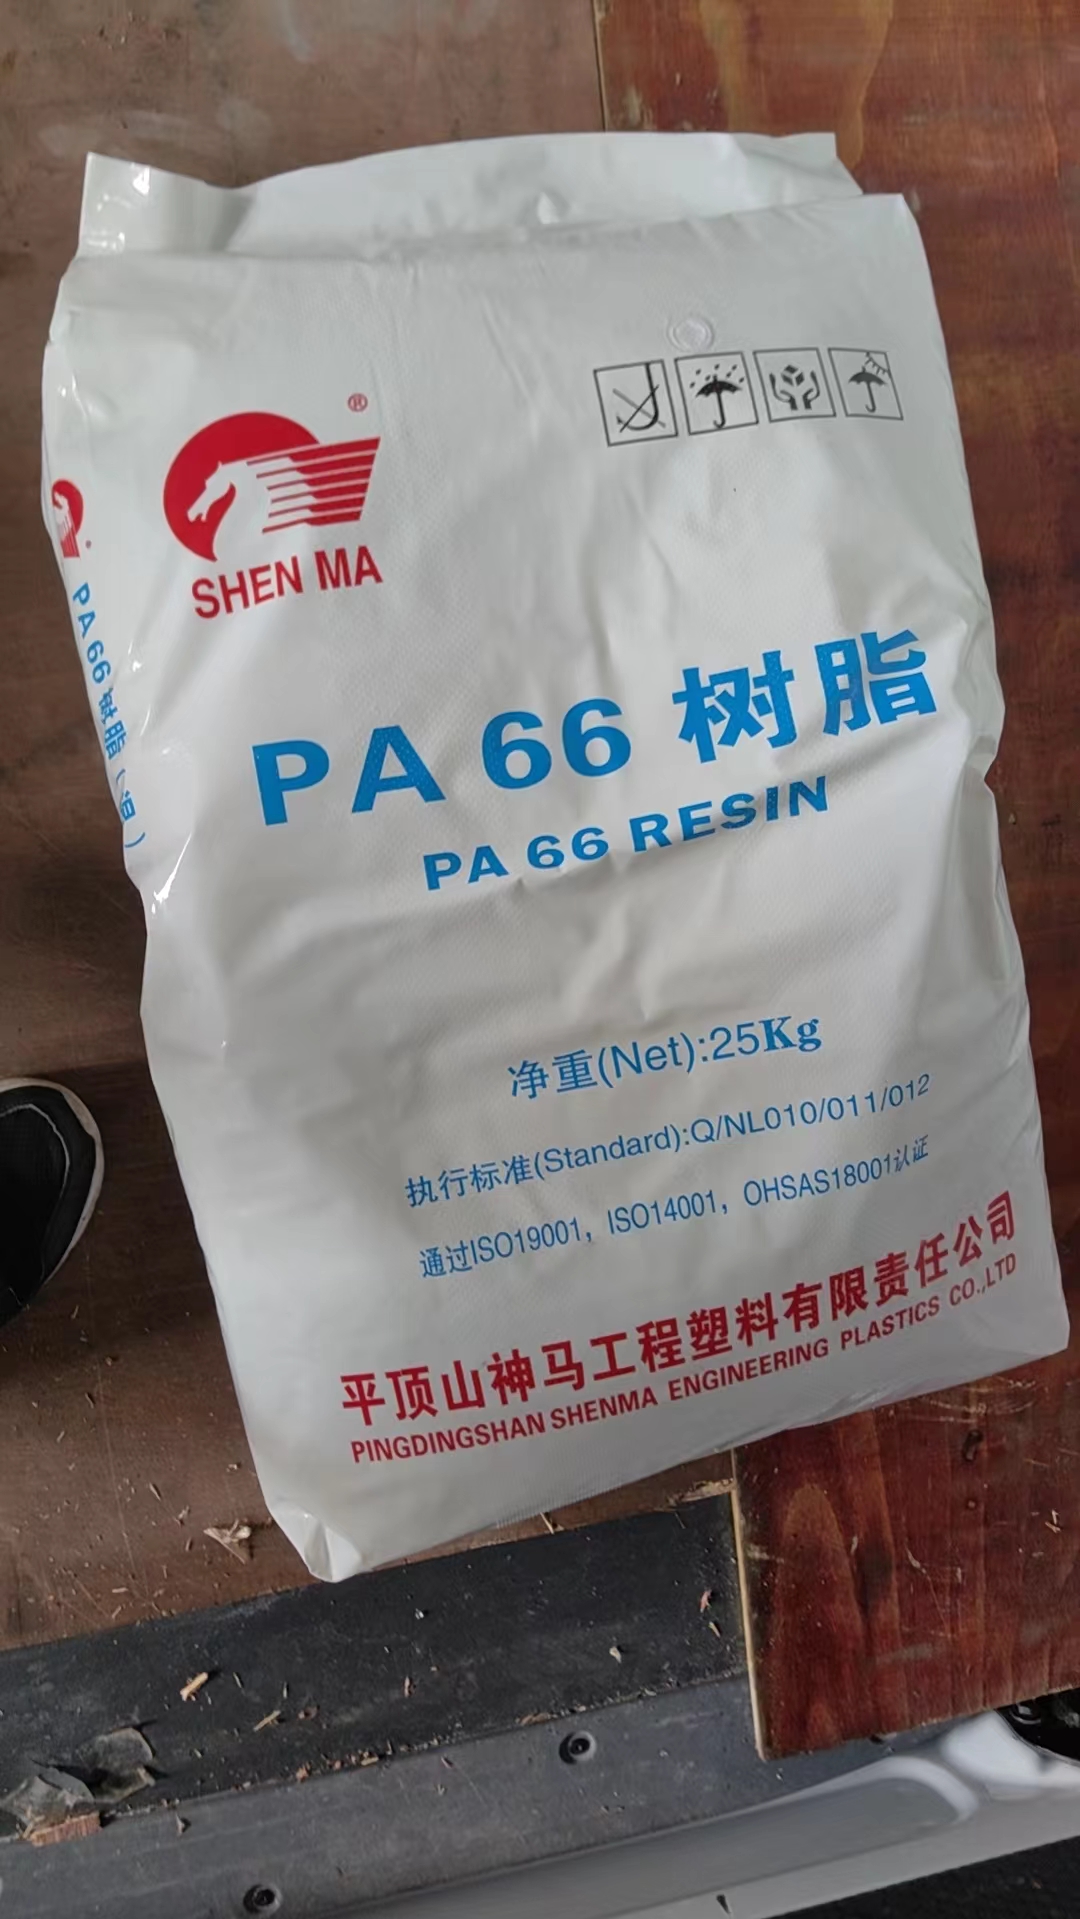 ®
SHEN MA
PA 66 树脂
PA 66 RESIN
净重(Net):25Kg
执行标准(Standard):Q/NL010/011/012
通过ISO19001，ISO14001，OHSAS18001认证
平顶山神马工程塑料有限责任公司
PINGDINGSHAN SHENMA ENGINEERING PLASTICS CO.,LTD
PA 66 树脂